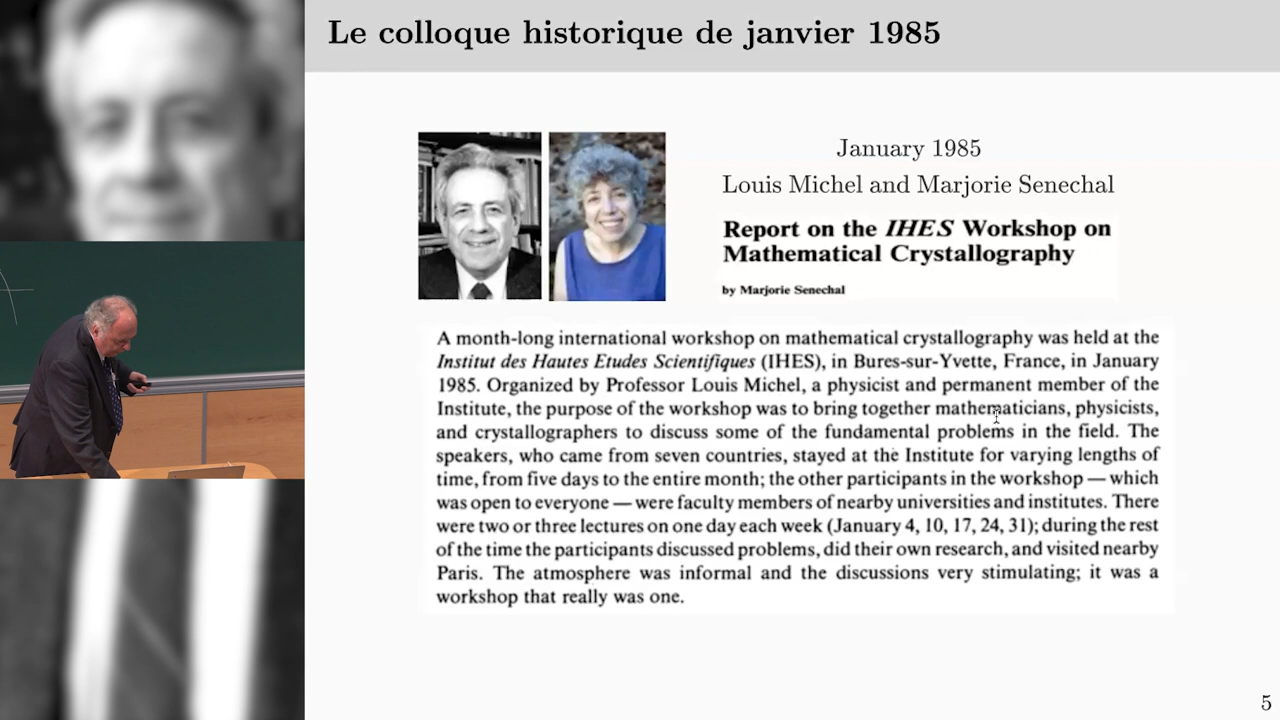 Le colloque historique de janvier 1985
January 1985
Louis Michel and Marjorie Senechal
Report on the IHES Workshop on
Mathematical Crystallography
by Marjorie Senechal
A month-long international workshop on mathematical crystallography was held at the
Institut des Hautes Etudes Scientifiques (IHES), in Bures-sur-Yvette, France, in January
1985. Organized by Professor Louis Michel, a physicist and permanent member of the
Institute, the purpose of the workshop was to bring together mathematicians, physicists,
and crystallographers to discuss some of the fundamental problems in the field. The
speakers, who came from seven countries, stayed at the Institute for varying lengths of
time, from five days to the entire month; the other participants in the workshop — which
was open to everyone — were faculty members of nearby universities and institutes. There
were two or three lectures on one day each week (January 4, 10, 17, 24, 31); during the rest
of the time the participants discussed problems, did their own research, and visited nearby
Paris. The atmosphere was informal and the discussions very stimulating; it was a
workshop that really was one.
5